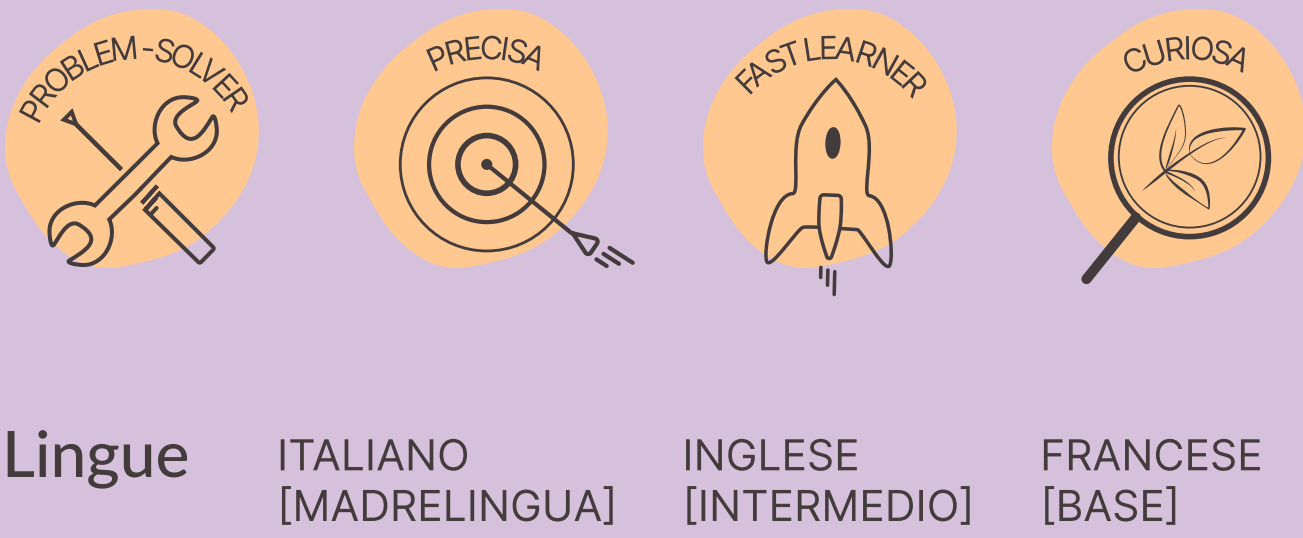 PROBLEM-SOLVER
PRECISA
FAST LEARNER
CURIOSA
Lingue
ITALIANO
[MADRELINGUA]
INGLESE
[INTERMEDIO]
FRANCESE
[BASE]